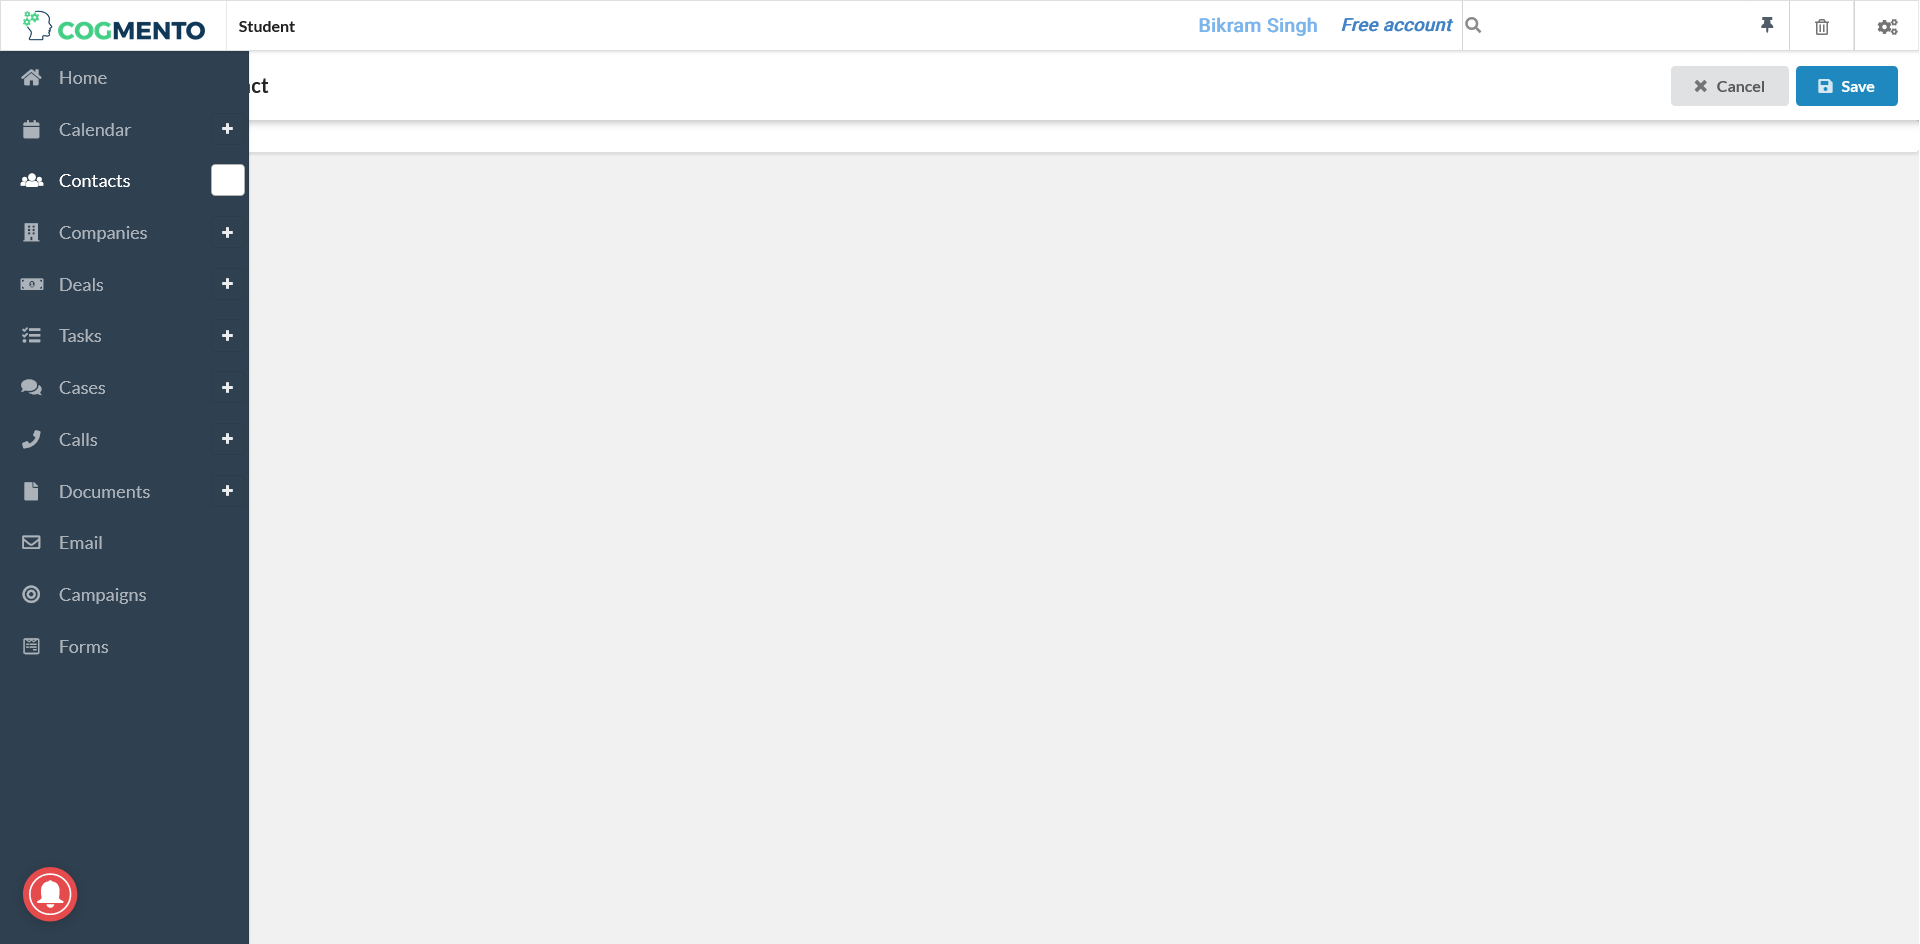 COGMENTO
Student
Bikram Singh
Free account
Cancel
Save
Home
Calendar
Contacts
Companies
Deals
Tasks
Cases
Calls
Documents
Email
Campaigns
Forms